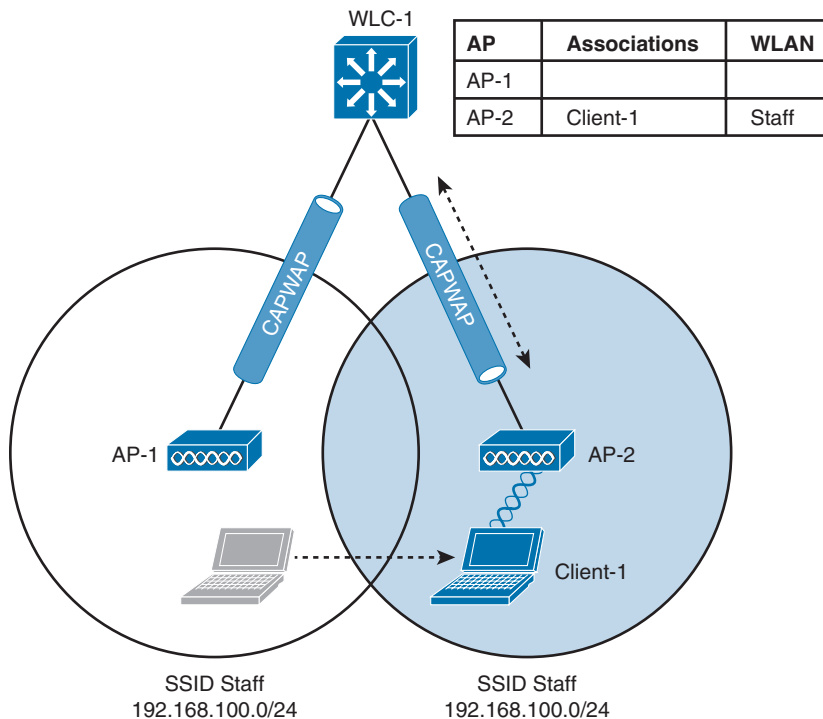 WLC-1
AP Associations WLAN
AP-1
AP-2 Client-1 Staff
CAPWAP
CAPWAP
AP-1
AP-2
Client-1
SSID Staff
192.168.100.0/24
SSID Staff
192.168.100.0/24